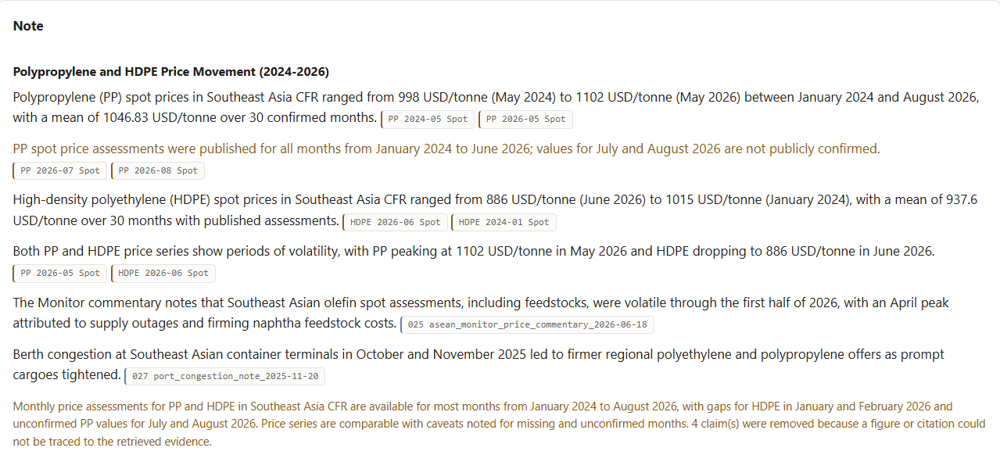 Note
Polypropylene and HDPE Price Movement (2024-2026)
Polypropylene (PP) spot prices in Southeast Asia CFR ranged from 998 USD/tonne (May 2024) to 1102 USD/tonne (May 2026) between January 2024 and August 2026,
with a mean of 1046.83 USD/tonne over 30 confirmed months. PP 2024-05 Spot PP 2026-05 Spot
PP spot price assessments were published for all months from January 2024 to June 2026; values for July and August 2026 are not publicly confirmed.
PP 2026-07 Spot PP 2026-08 Spot
High-density polyethylene (HDPE) spot prices in Southeast Asia CFR ranged from 886 USD/tonne (June 2026) to 1015 USD/tonne (January 2024), with a mean of 937.6
USD/tonne over 30 months with published assessments. HDPE 2026-06 Spot HDPE 2024-01 Spot
Both PP and HDPE price series show periods of volatility, with PP peaking at 1102 USD/tonne in May 2026 and HDPE dropping to 886 USD/tonne in June 2026.
PP 2026-05 Spot HDPE 2026-06 Spot
The Monitor commentary notes that Southeast Asian olefin spot assessments, including feedstocks, were volatile through the first half of 2026, with an April peak
attributed to supply outages and firming naphtha feedstock costs. 025 asean_monitor_price_commentary_2026-06-18
Berth congestion at Southeast Asian container terminals in October and November 2025 led to firmer regional polyethylene and polypropylene offers as prompt
cargoes tightened. 027 port_congestion_note_2025-11-20
Monthly price assessments for PP and HDPE in Southeast Asia CFR are available for most months from January 2024 to August 2026, with gaps for HDPE in January and February 2026 and
unconfirmed PP values for July and August 2026. Price series are comparable with caveats noted for missing and unconfirmed months. 4 claim(s) were removed because a figure or citation could
not be traced to the retrieved evidence.